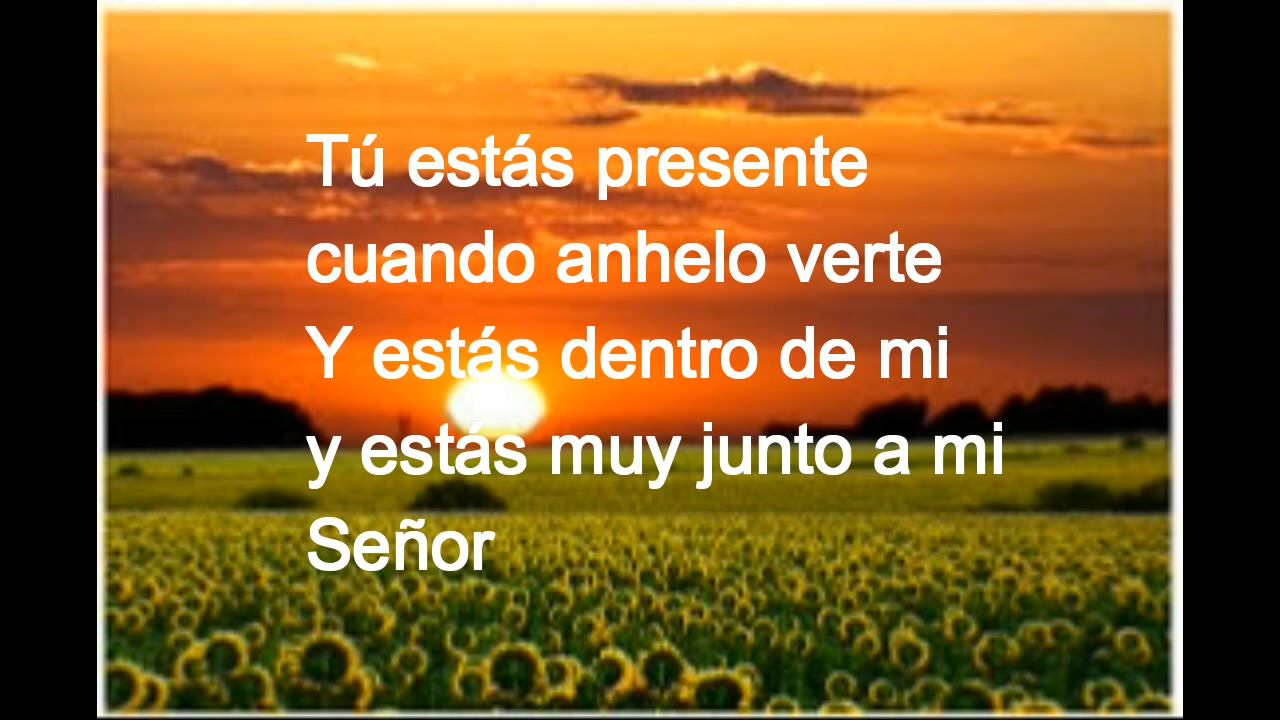 Tú estás presente
cuando anhelo verte
Y estás dentro de mi
y estás muy junto a mi
Señor